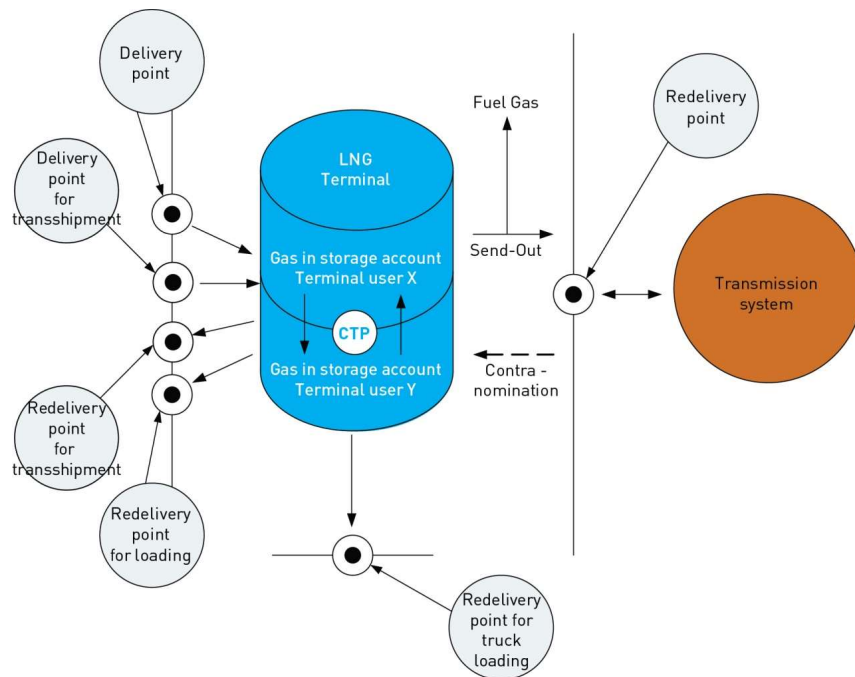 Delivery
point
Delivery
point
for
transshipment
Redelivery
point
for
transshipment
Redelivery
point
for loading
LNG
Terminal
Gas in storage account
Terminal user X
CTP
Gas in storage account
Terminal user Y
Fuel Gas
Send-Out
Contra -
nomination
Redelivery
point
Transmission
system
Redelivery
point for
truck
loading